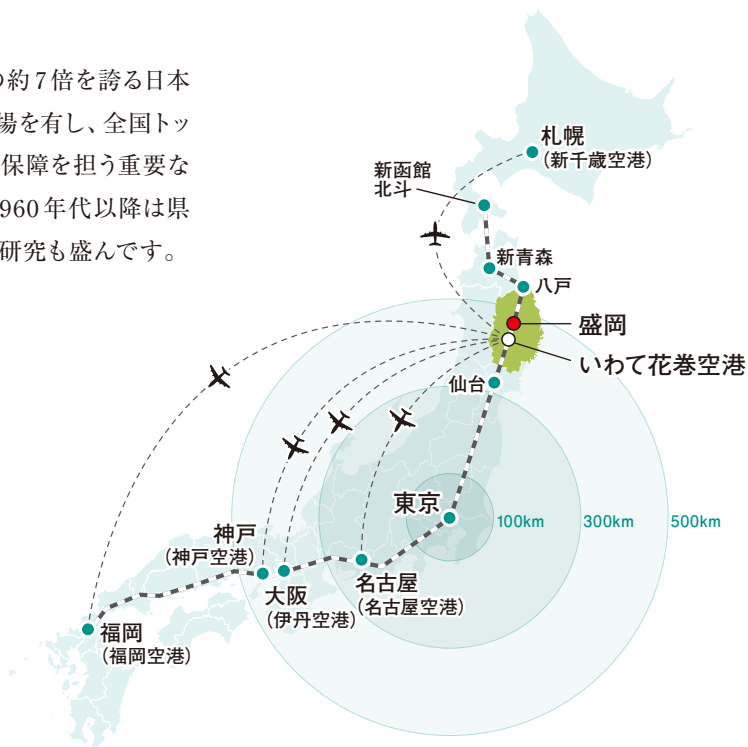 約7倍を誇る日本
場を有し、全国トッ
保障を担う重要な
960年代以降は県
研究も盛んです。
札幌
(新千歳空港)
新函館
北斗
新青森
八戸
盛岡
いわて花巻空港
仙台
東京
100km
300km
500km
神戸
(神戸空港)
大阪
(伊丹空港)
名古屋
(名古屋空港)
福岡
(福岡空港)